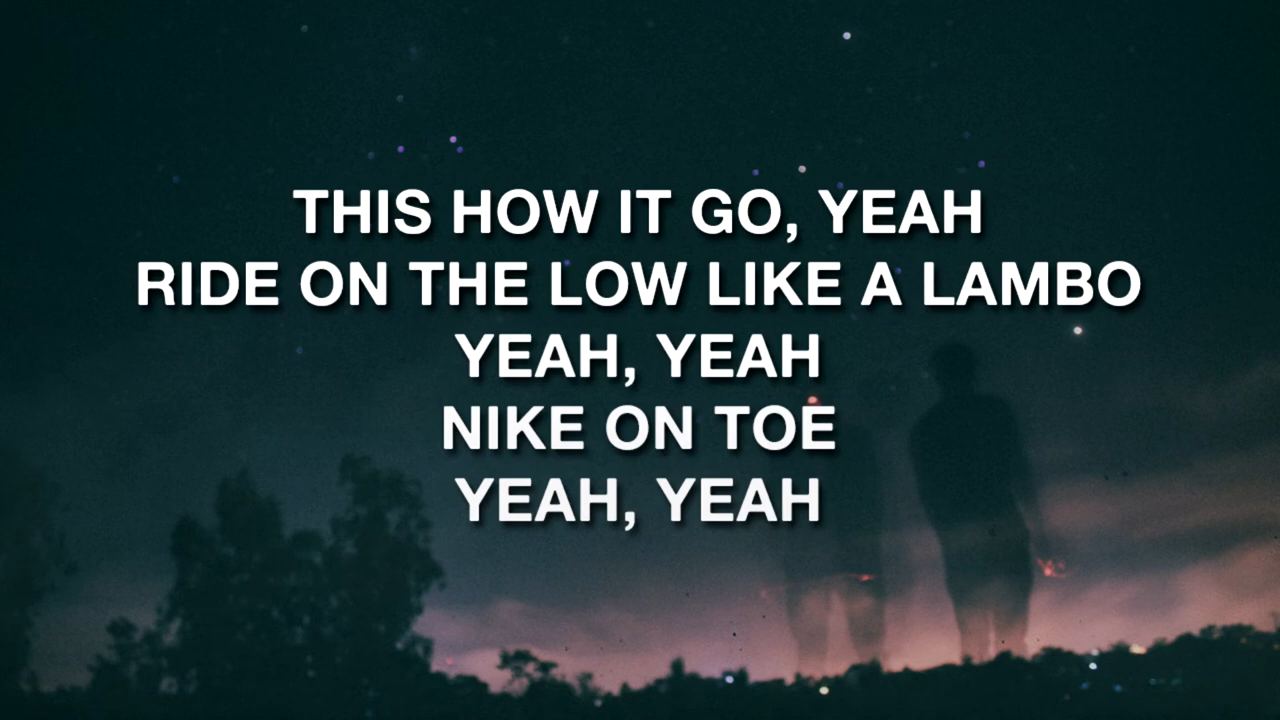 THIS HOW IT GO, YEAH
RIDE ON THE LOW LIKE A LAMBO
YEAH, YEAH
NIKE ON TOE
YEAH, YEAH